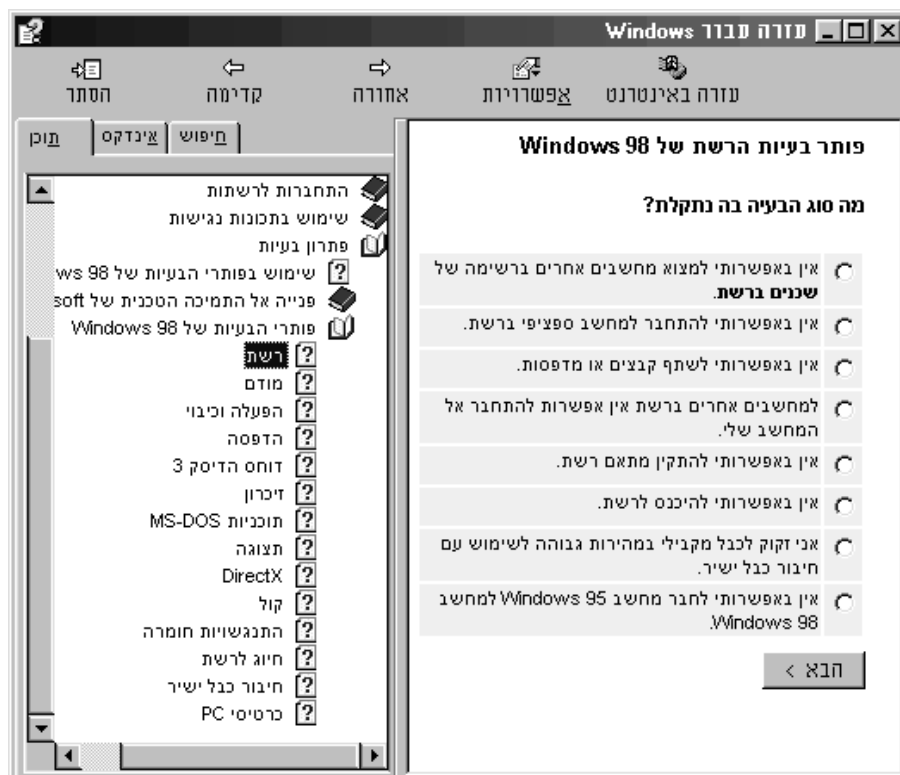 עזרה עבור Windows
עזרה באינטרנט
אפשרויות
אחורה
קדימה
הסתר
פותר בעיות הרשת של Windows 98
מה סוג הבעיה בה נתקלת?
אין באפשרותי למצוא מחשבים אחרים ברשימה של
שכנים ברשת.
אין באפשרותי להתחבר למחשב ספציפי ברשת.
אין באפשרותי לשתף קבצים או מדפסות.
למחשבים אחרים ברשת אין אפשרות להתחבר אל
המחשב שלי.
אין באפשרותי להתקין מתאם רשת.
אין באפשרותי להיכנס לרשת.
אני זקוק לכבל מקבילי במהירות גבוהה לשימוש עם
חיבור כבל ישיר.
אין באפשרותי לחבר מחשב Windows 95 למחשב
Windows 98.
הבא >
חיפוש
אינדקס
תוכן
התחברות לרשתות
שימוש בתכונות נגישות
פתרון בעיות
שימוש בפותרי הבעיות של ws 98
פנייה אל התמיכה הטכנית של soft
פותרי הבעיות של Windows 98
רשת
מודם
הפעלה וכיבוי
הדפסה
דוחס הדיסק 3
זיכרון
תוכניות MS-DOS
תצוגה
DirectX
קול
התנגשויות חומרה
חיוג לרשת
חיבור כבל ישיר
כרטיסי PC